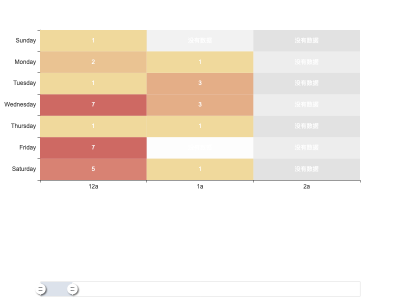 Sunday 1 没有数据 没有数据
Monday 2 1 没有数据
Tuesday 1 3 没有数据
Wednesday 7 3 没有数据
Thursday 1 1 没有数据
Friday 7 没有数据
Saturday 5 1 没有数据
12a 1a 2a